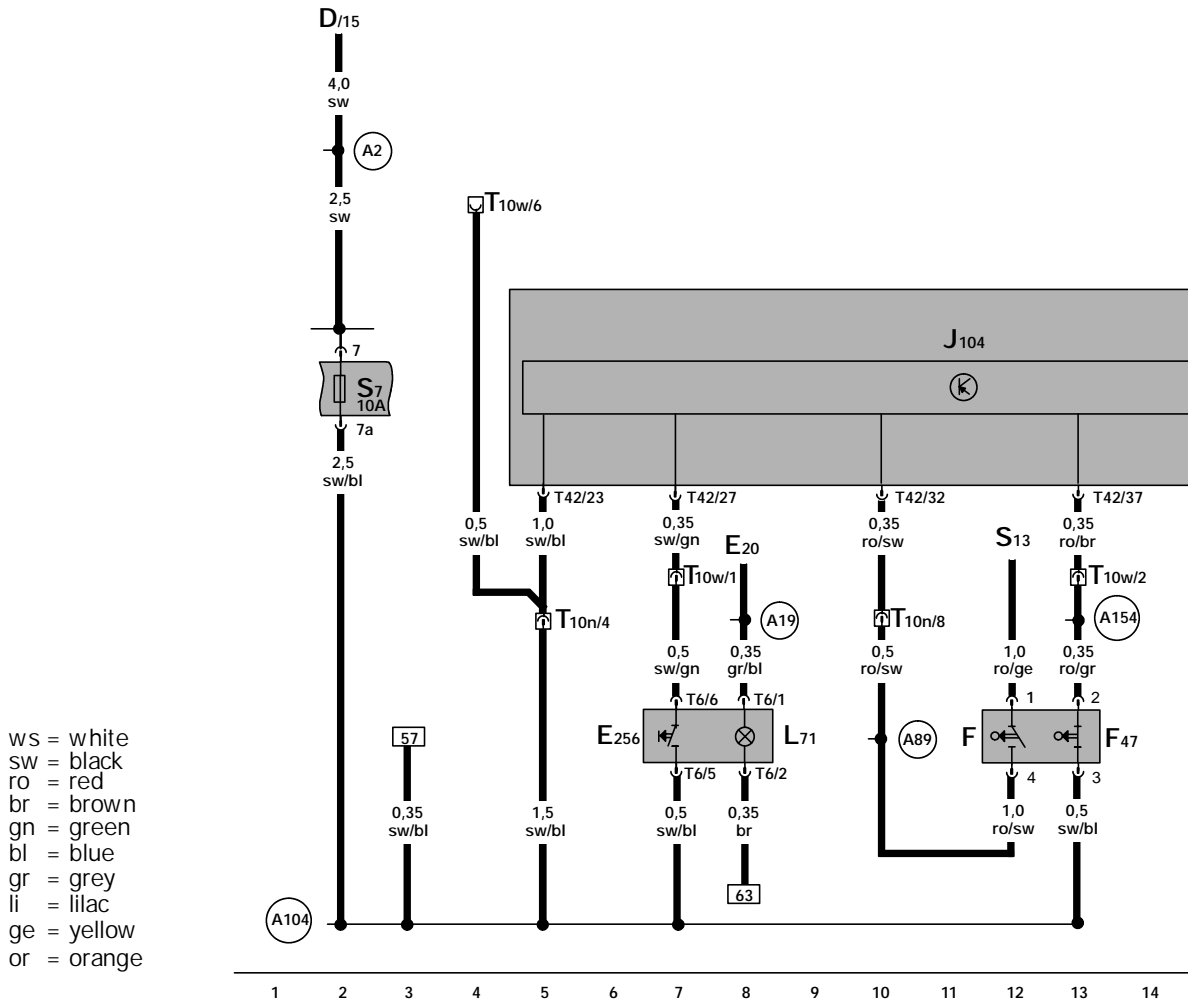 D/15
4,0
sw
A2
2,5
sw
T10w/6
J104
7
S7
10A
7a
2,5
sw/bl
T42/23
T42/27
T42/32
T42/37
0,5
sw/bl
1,0
sw/bl
0,35
sw/gn
E20
0,35
ro/sw
S13
0,35
ro/br
T10w/1
T10w/2
T10n/4
A19
T10n/8
A154
0,5
sw/gn
0,35
gr/bl
0,5
ro/sw
1,0
ro/ge
0,35
ro/gr
T6/6
T6/1
1
2
E256
L71
A89
F
F47
T6/5
T6/2
4
3
57
0,35
sw/bl
1,5
sw/bl
0,5
sw/bl
0,35
br
1,0
ro/sw
0,5
sw/bl
63
A104
ws = white
sw = black
ro = red
br = brown
gn = green
bl = blue
gr = grey
li = lilac
ge = yellow
or = orange
1 2 3 4 5 6 7 8 9 10 11 12 13 14